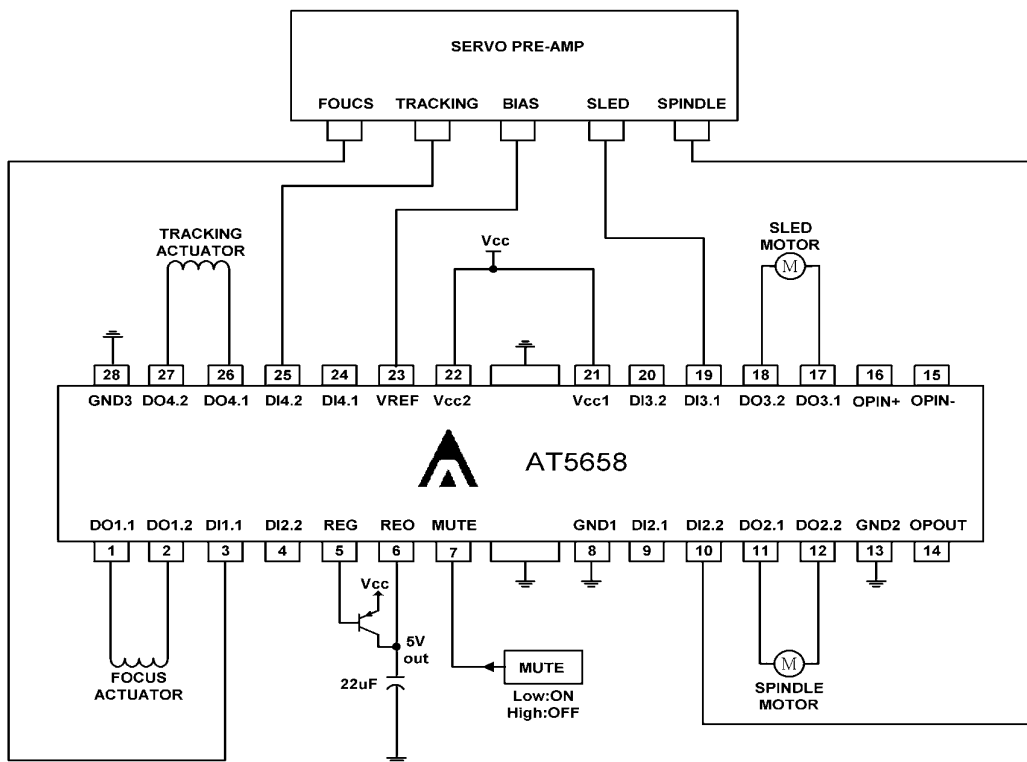 SERVO PRE-AMP
FOUCS TRACKING BIAS SLED SPINDLE
TRACKING
ACTUATOR
Vcc
SLED
MOTOR
M
28 27 26 25 24 23 22 21 20 19 18 17 16 15
GND3 DO4.2 DO4.1 DI4.2 DI4.1 VREF Vcc2 Vcc1 DI3.2 DI3.1 DO3.2 DO3.1 OPIN+ OPIN-
AT5658
DO1.1 DO1.2 DI1.1 DI2.2 REG REO MUTE GND1 DI2.1 DI2.2 DO2.1 DO2.2 GND2 OPOUT
1 2 3 4 5 6 7 8 9 10 11 12 13 14
Vcc
5V
out
22uF
FOCUS
ACTUATOR
MUTE
Low:ON
High:OFF
M
SPINDLE
MOTOR